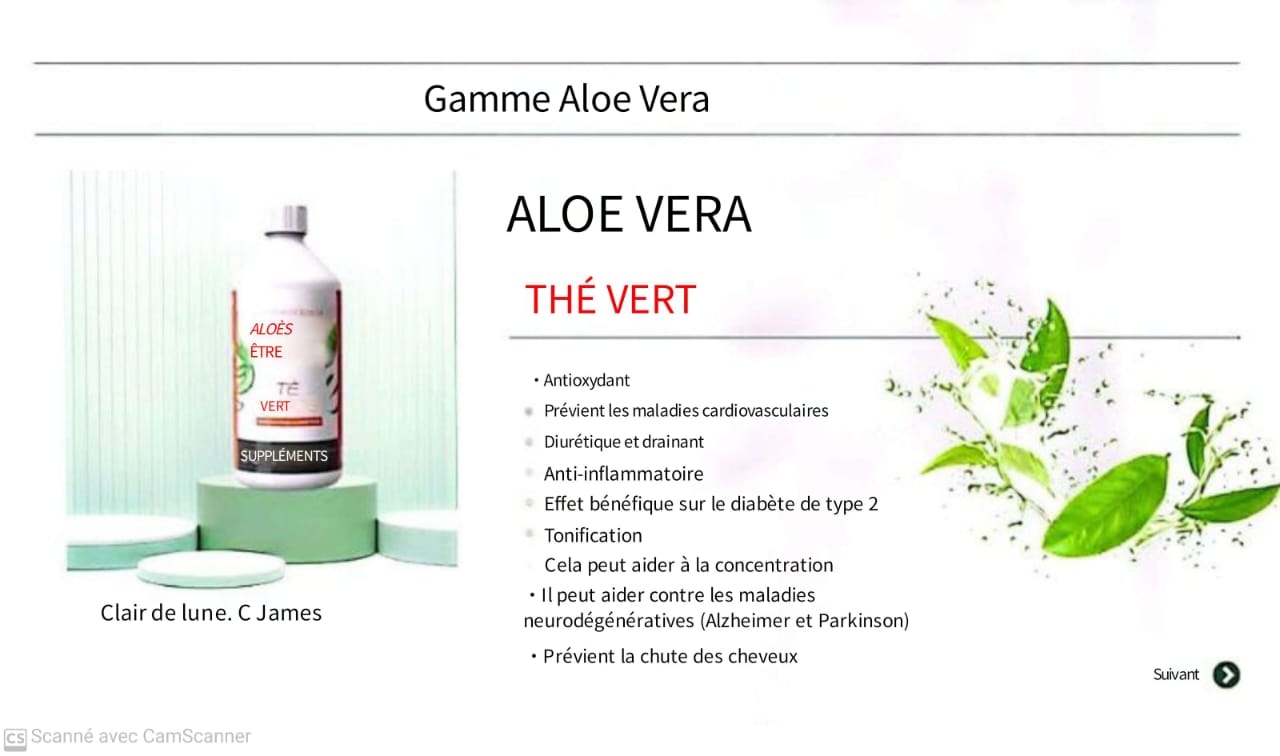 Gamme Aloe Vera
ALOE VERA
THÉ VERT
ALOÈS
ÊTRE
TÉ
VERT
SUPPLÉMENTS
• Antioxydant
• Prévient les maladies cardiovasculaires
• Diurétique et drainant
• Anti-inflammatoire
• Effet bénéfique sur le diabète de type 2
• Tonification
Cela peut aider à la concentration
• Il peut aider contre les maladies
neurodégénératives (Alzheimer et Parkinson)
• Prévient la chute des cheveux
Clair de lune. C James
Suivant
CS Scanné avec CamScanner